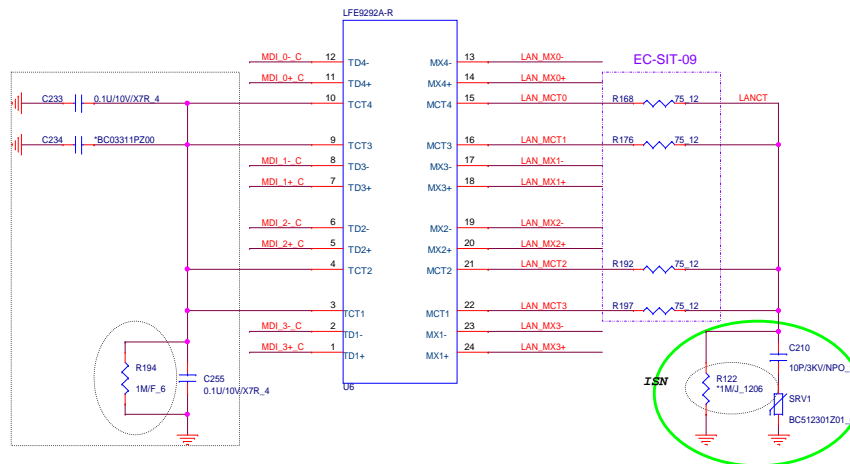 LFE9292A-R
EC-SIT-09
MDI_0-_C 12 TD4- MX4- 13 LAN_MX0-
MDI_0+_C 11 TD4+ MX4+ 14 LAN_MX0+
C233 0.1U/10V/X7R_4 10 TCT4 MCT4 15 LAN_MCT0 R168 75_12 LANCT
C234 *BC03311PZ00 9 TCT3 MCT3 16 LAN_MCT1 R176 75_12
MDI_1-_C 8 TD3- MX3- 17 LAN_MX1-
MDI_1+_C 7 TD3+ MX3+ 18 LAN_MX1+
MDI_2-_C 6 TD2- MX2- 19 LAN_MX2-
MDI_2+_C 5 TD2+ MX2+ 20 LAN_MX2+
4 TCT2 MCT2 21 LAN_MCT2 R192 75_12
3 TCT1 MCT1 22 LAN_MCT3 R197 75_12
MDI_3-_C 2 TD1- MX1- 23 LAN_MX3-
MDI_3+_C 1 TD1+ MX1+ 24 LAN_MX3+
U6
R194
1M/F_6
C255
0.1U/10V/X7R_4
ISN
R122
*1M/J_1206
C210
10P/3KV/NPO_
SRV1
BC512301Z01_